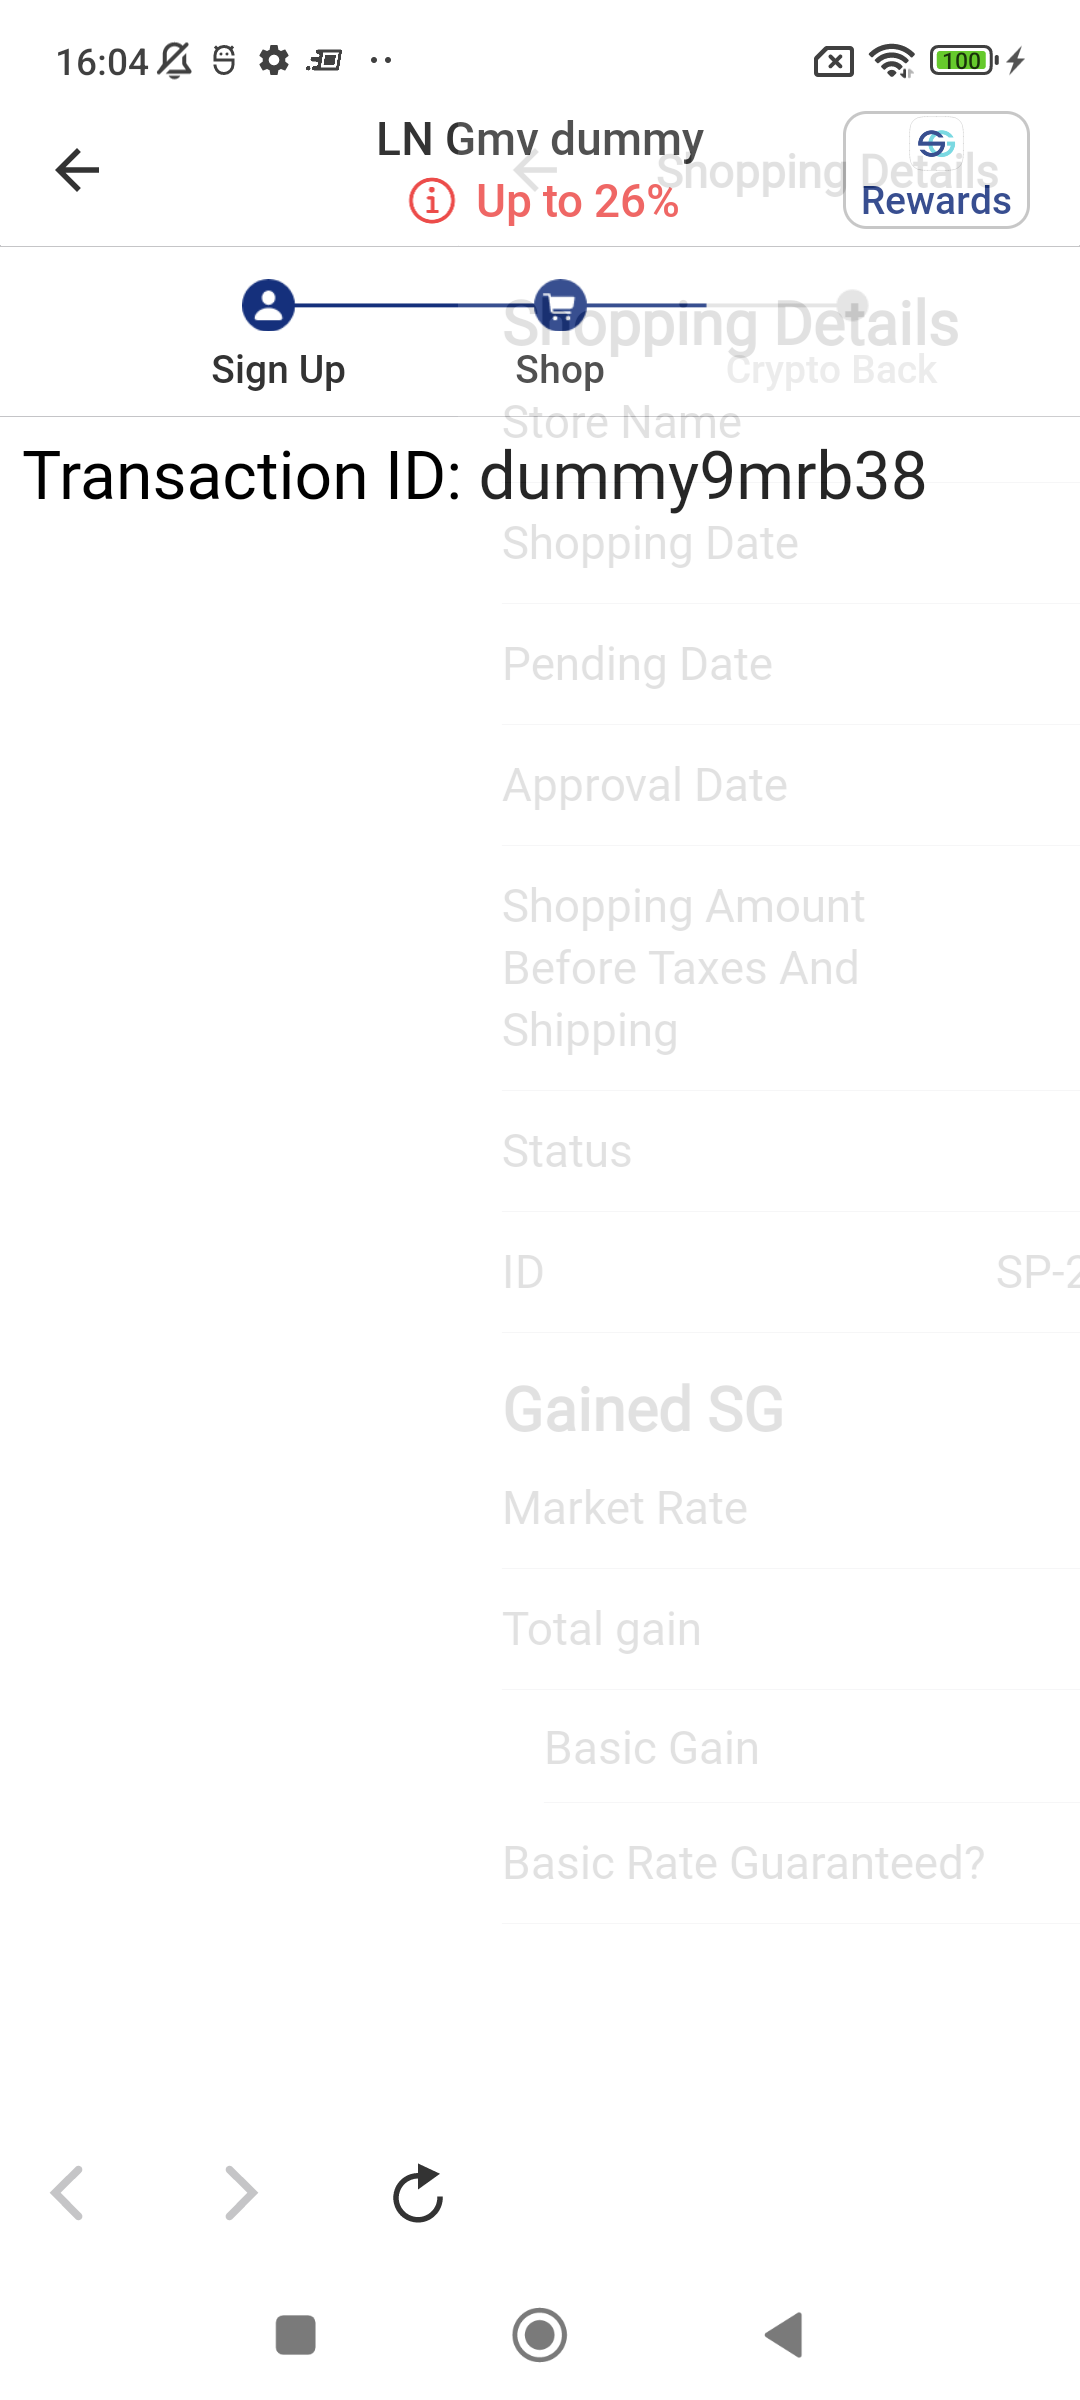 16:04
100
LN Gmv dummy
Up to 26%
Shopping Details
Rewards
Sign Up
Shop
Crypto Back
Shopping Details
Store Name
Transaction ID: dummy9mrb38
Shopping Date
Pending Date
Approval Date
Shopping Amount
Before Taxes And
Shipping
Status
ID SP-2
Gained SG
Market Rate
Total gain
Basic Gain
Basic Rate Guaranteed?